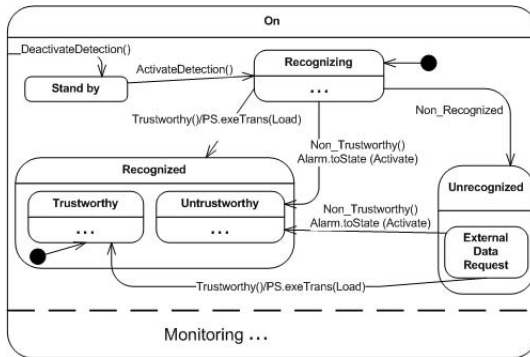 On
DeactivateDetection()
Stand by
ActivateDetection()
Recognizing
...
Trustworthy()/PS.exeTrans(Load)
Non_Recognized
Non_Trustworthy()
Alarm.toState (Activate)
Recognized
Trustworthy
...
Untrustworthy
...
Unrecognized
Non_Trustworthy()
Alarm.toState (Activate)
External
Data
Request
Trustworthy()/PS.exeTrans(Load)
Monitoring ...